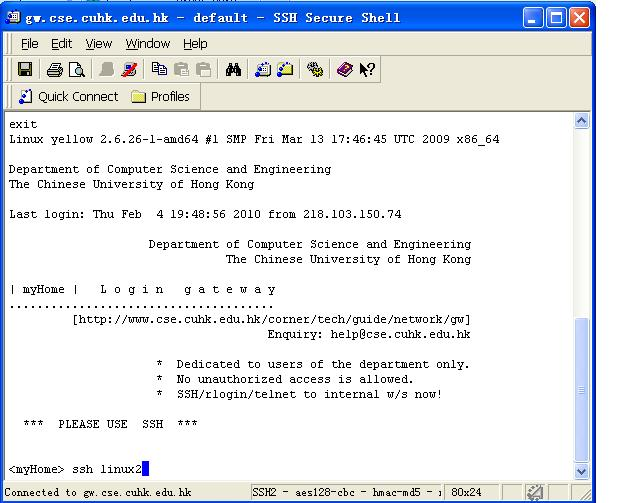 gw.cse.cuhk.edu.hk - default - SSH Secure Shell
File Edit View Window Help
Quick Connect Profiles
exit
Linux yellow 2.6.26-1-amd64 #1 SMP Fri Mar 13 17:46:45 UTC 2009 x86_64
Department of Computer Science and Engineering
The Chinese University of Hong Kong
Last login: Thu Feb  4 19:48:56 2010 from 218.103.150.74
Department of Computer Science and Engineering
The Chinese University of Hong Kong
| myHome |   L o g i n   g a t e w a y
......................................
[http://www.cse.cuhk.edu.hk/corner/tech/guide/network/gw]
Enquiry: help@cse.cuhk.edu.hk
*  Dedicated to users of the department only.
*  No unauthorized access is allowed.
*  SSH/rlogin/telnet to internal w/s now!
***  PLEASE USE  SSH  ***
<myHome> ssh linux2
Connected to gw.cse.cuhk.edu.hk SSH2 - aes128-cbc - hmac-md5 - 80x24